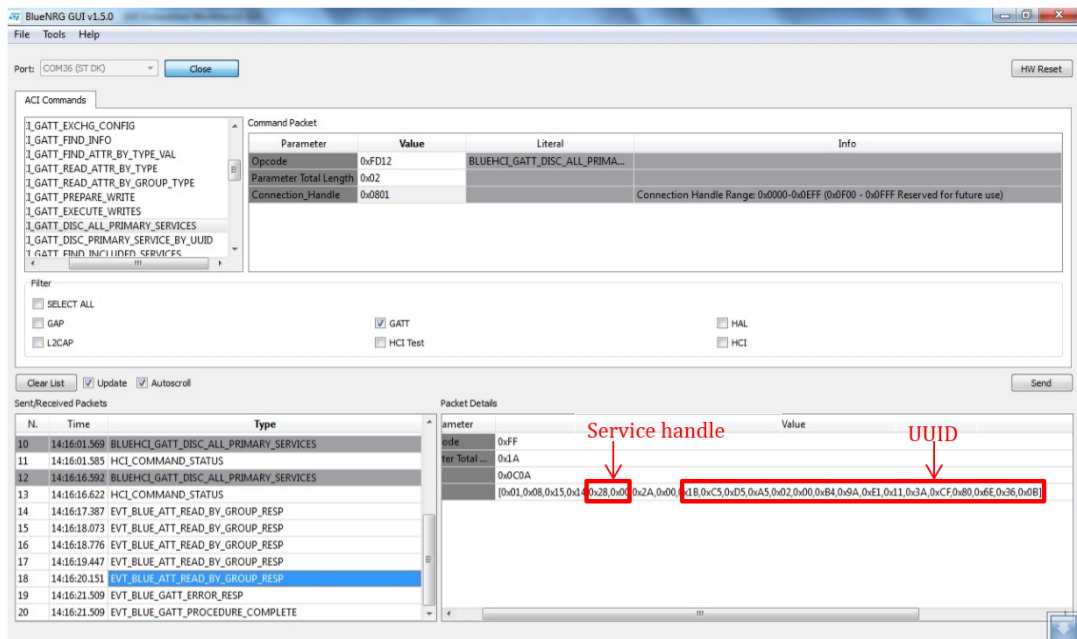 BlueNRG GUI v1.5.0
File Tools Help
Port: COM36 (ST DK) Close HW Reset
ACI Commands
I_GATT_EXCHG_CONFIG
I_GATT_FIND_INFO
I_GATT_FIND_ATTR_BY_TYPE_VAL
I_GATT_READ_ATTR_BY_TYPE
I_GATT_READ_ATTR_BY_GROUP_TYPE
I_GATT_PREPARE_WRITE
I_GATT_EXECUTE_WRITES
I_GATT_DISC_ALL_PRIMARY_SERVICES
I_GATT_DISC_PRIMARY_SERVICE_BY_UUID
I_GATT_FIND_INCLUDED_SERVICES
Command Packet
Parameter Value Literal Info
Opcode 0xFD12 BLUEHCI_GATT_DISC_ALL_PRIMA...
Parameter Total Length 0x02
Connection_Handle 0x0801 Connection Handle Range: 0x0000-0x0EFF (0x0F00 - 0x0FFF Reserved for future use)
Filter
SELECT ALL
GAP GATT HAL
L2CAP HCI Test HCI
Clear List Update Autoscroll Send
Sent/Received Packets
N. Time Type
10 14:16:01.569 BLUEHCI_GATT_DISC_ALL_PRIMARY_SERVICES
11 14:16:01.585 HCI_COMMAND_STATUS
12 14:16:16.592 BLUEHCI_GATT_DISC_ALL_PRIMARY_SERVICES
13 14:16:16.622 HCI_COMMAND_STATUS
14 14:16:17.387 EVT_BLUE_ATT_READ_BY_GROUP_RESP
15 14:16:18.073 EVT_BLUE_ATT_READ_BY_GROUP_RESP
16 14:16:18.776 EVT_BLUE_ATT_READ_BY_GROUP_RESP
17 14:16:19.447 EVT_BLUE_ATT_READ_BY_GROUP_RESP
18 14:16:20.151 EVT_BLUE_ATT_READ_BY_GROUP_RESP
19 14:16:21.509 EVT_BLUE_GATT_ERROR_RESP
20 14:16:21.509 EVT_BLUE_GATT_PROCEDURE_COMPLETE
Packet Details
ameter Value
Service handle UUID
ode 0xFF
ter Total ... 0x1A
0x0C0A
[0x01,0x08,0x15,0x14,0x28,0x00,0x2A,0x00,0x1B,0xC5,0xD5,0xA5,0x02,0x00,0xB4,0x9A,0xE1,0x11,0x3A,0xCF,0x80,0x6E,0x36,0x0B]